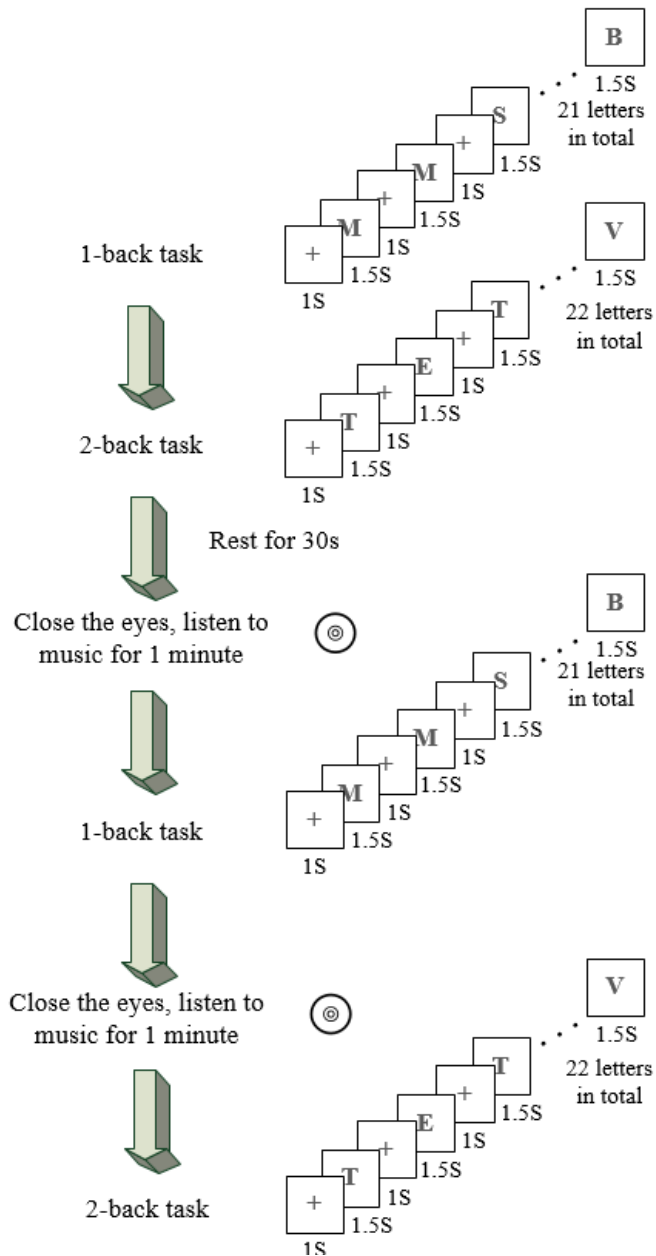 B
1.5S
21 letters
in total
S
1.5S
+
1S
M
1.5S
+
1S
M
1.5S
+
1S
1-back task
V
1.5S
22 letters
in total
T
1.5S
+
1S
E
1.5S
+
1S
T
1.5S
+
1S
2-back task
Rest for 30s
Close the eyes, listen to
music for 1 minute
B
1.5S
21 letters
in total
S
1.5S
+
1S
M
1.5S
+
1S
M
1.5S
+
1S
1-back task
Close the eyes, listen to
music for 1 minute
V
1.5S
22 letters
in total
T
1.5S
+
1S
E
1.5S
+
1S
T
1.5S
+
1S
2-back task